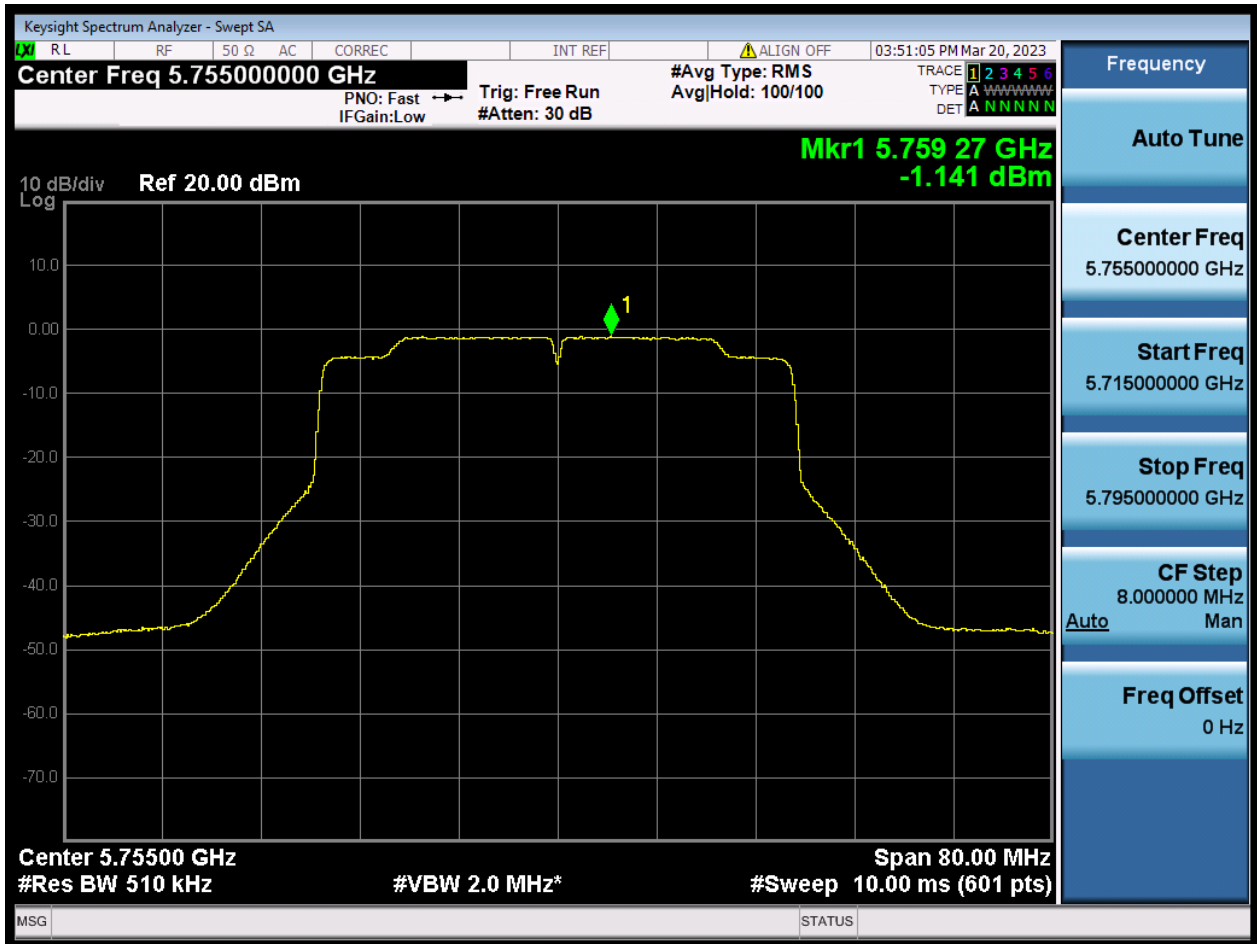 Keysight Spectrum Analyzer - Swept SA
LXI RL RF 50 Ω AC CORREC INT REF ALIGN OFF 03:51:05 PM Mar 20, 2023
Center Freq 5.755000000 GHz
PNO: Fast
IFGain:Low
Trig: Free Run
#Atten: 30 dB
#Avg Type: RMS
Avg|Hold: 100/100
TRACE 1 2 3 4 5 6
TYPE A WWWWW
DET A N N N N N
Mkr1 5.759 27 GHz
-1.141 dBm
10 dB/div Ref 20.00 dBm
Log
1
10.0
0.00
-10.0
-20.0
-30.0
-40.0
-50.0
-60.0
-70.0
Center 5.75500 GHz Span 80.00 MHz
#Res BW 510 kHz #VBW 2.0 MHz* #Sweep 10.00 ms (601 pts)
MSG STATUS
Frequency
Auto Tune
Center Freq
5.755000000 GHz
Start Freq
5.715000000 GHz
Stop Freq
5.795000000 GHz
CF Step
8.000000 MHz
Auto Man
Freq Offset
0 Hz